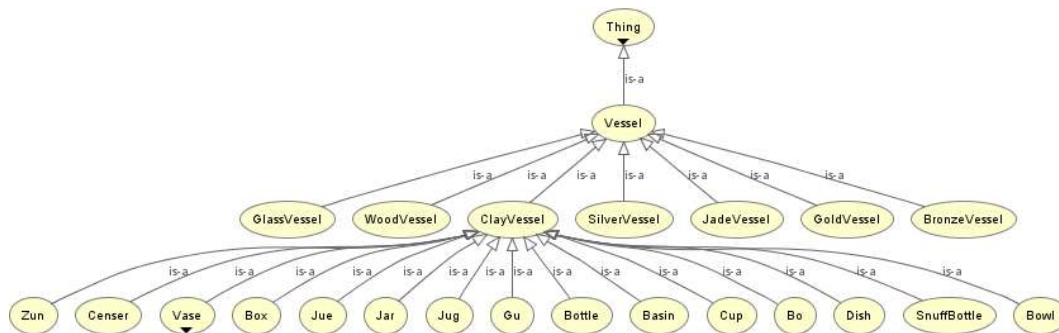 Thing
is-a
Vessel
is-a is-a is-a is-a is-a is-a is-a
GlassVessel WoodVessel ClayVessel SilverVessel JadeVessel GoldVessel BronzeVessel
is-a is-a is-a is-a is-a is-a is-a is-a is-a is-a is-a is-a is-a is-a is-a
Zun Censer Vase Box Jue Jar Jug Gu Bottle Basin Cup Bo Dish SnuffBottle Bowl